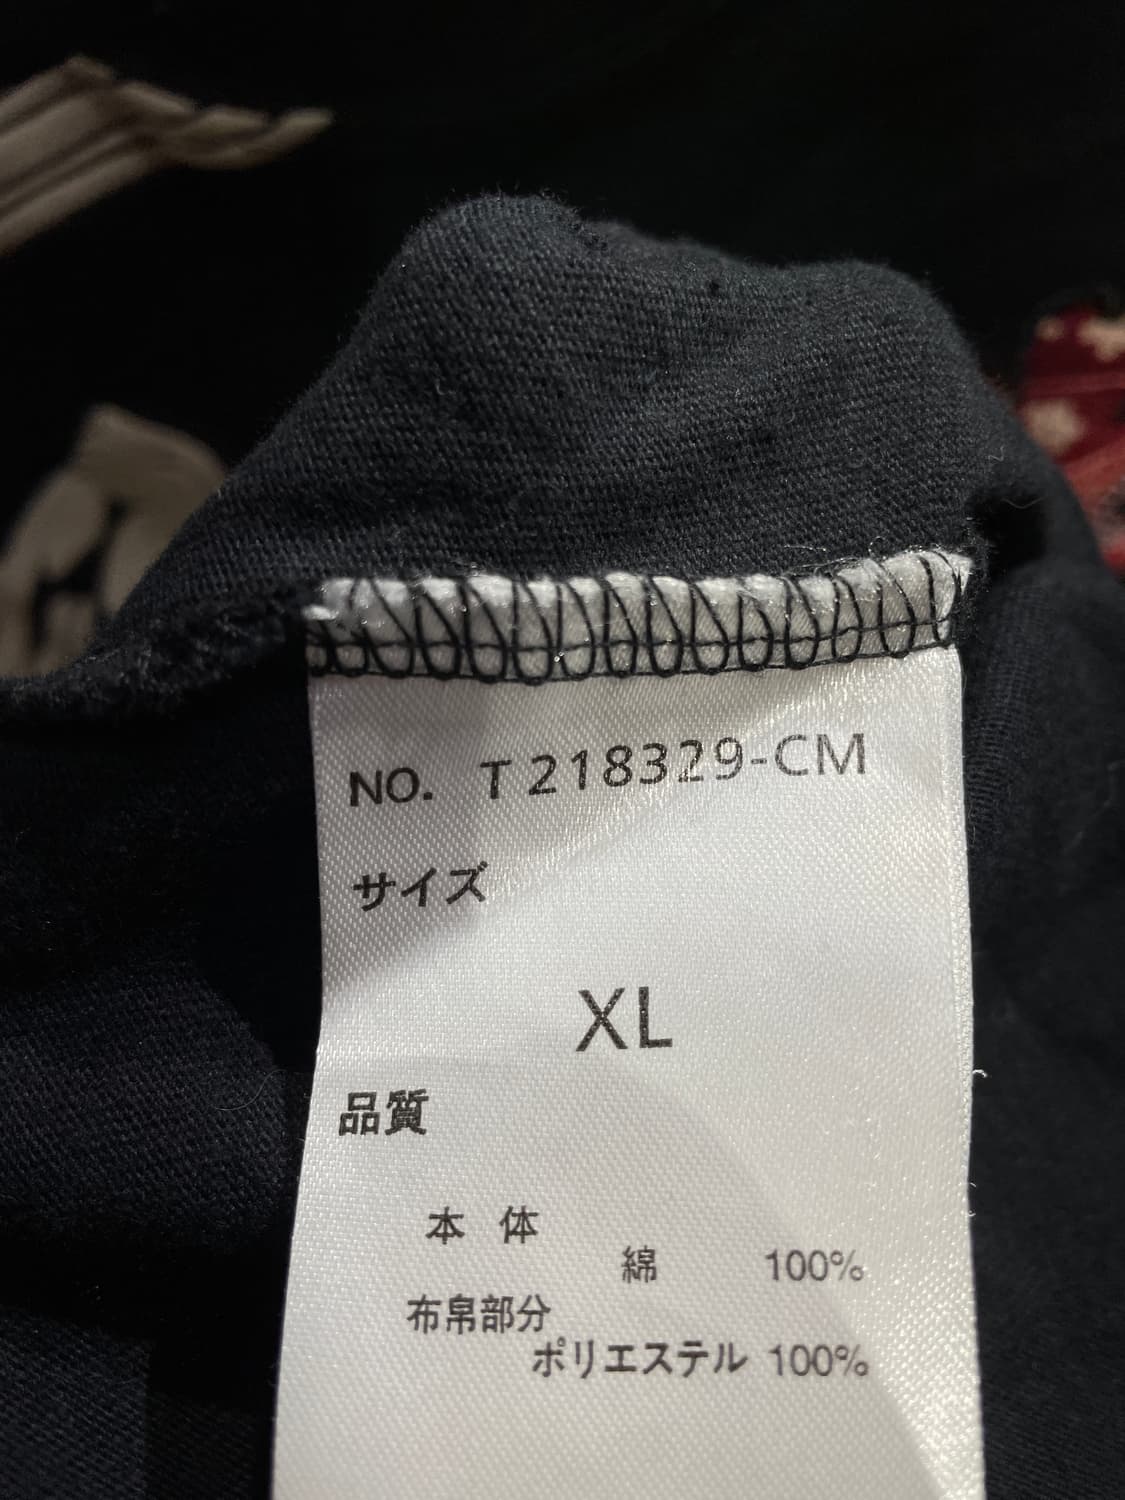 NO. T218329-CM
サイズ
XL
品質
本 体
綿 100%
布帛部分
ポリエステル 100%